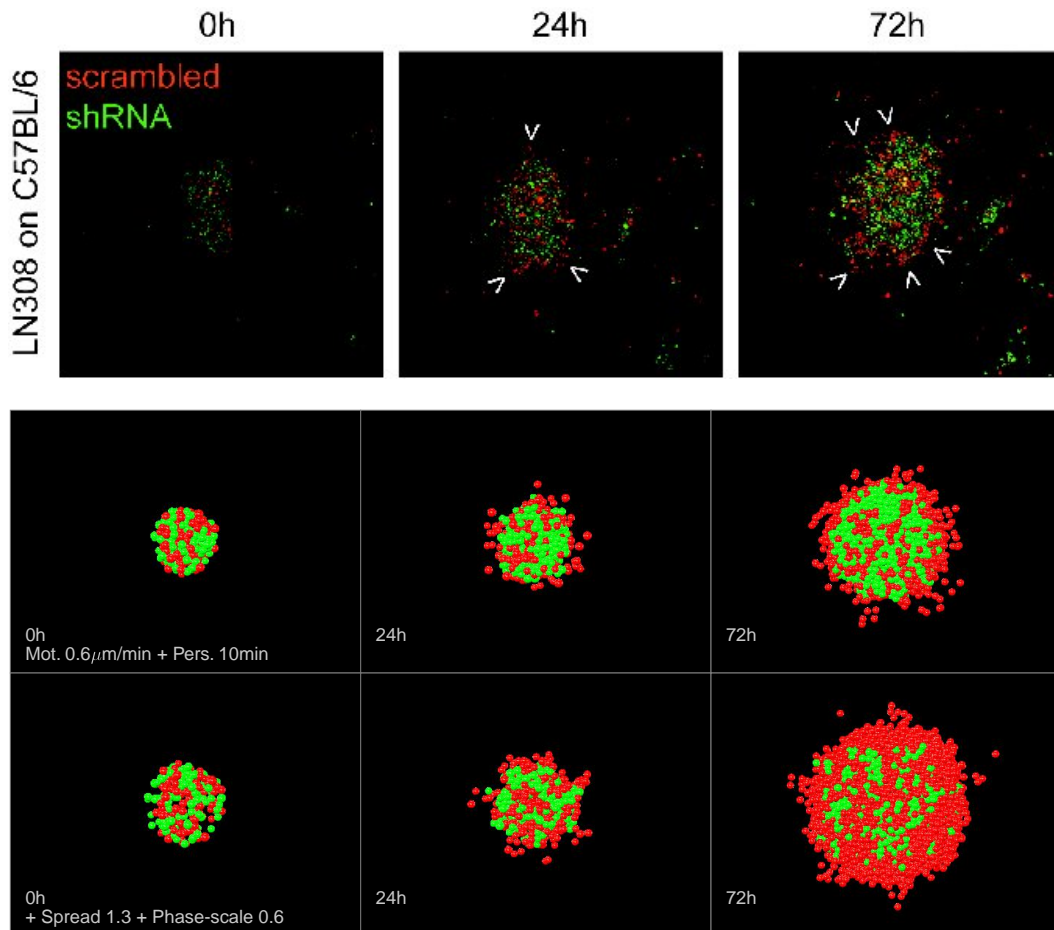 0h 24h 72h
LN308 on C57BL/6
scrambled
shRNA
0h
Mot. 0.6μm/min + Pers. 10min
24h
72h
0h
+ Spread 1.3 + Phase-scale 0.6
24h
72h